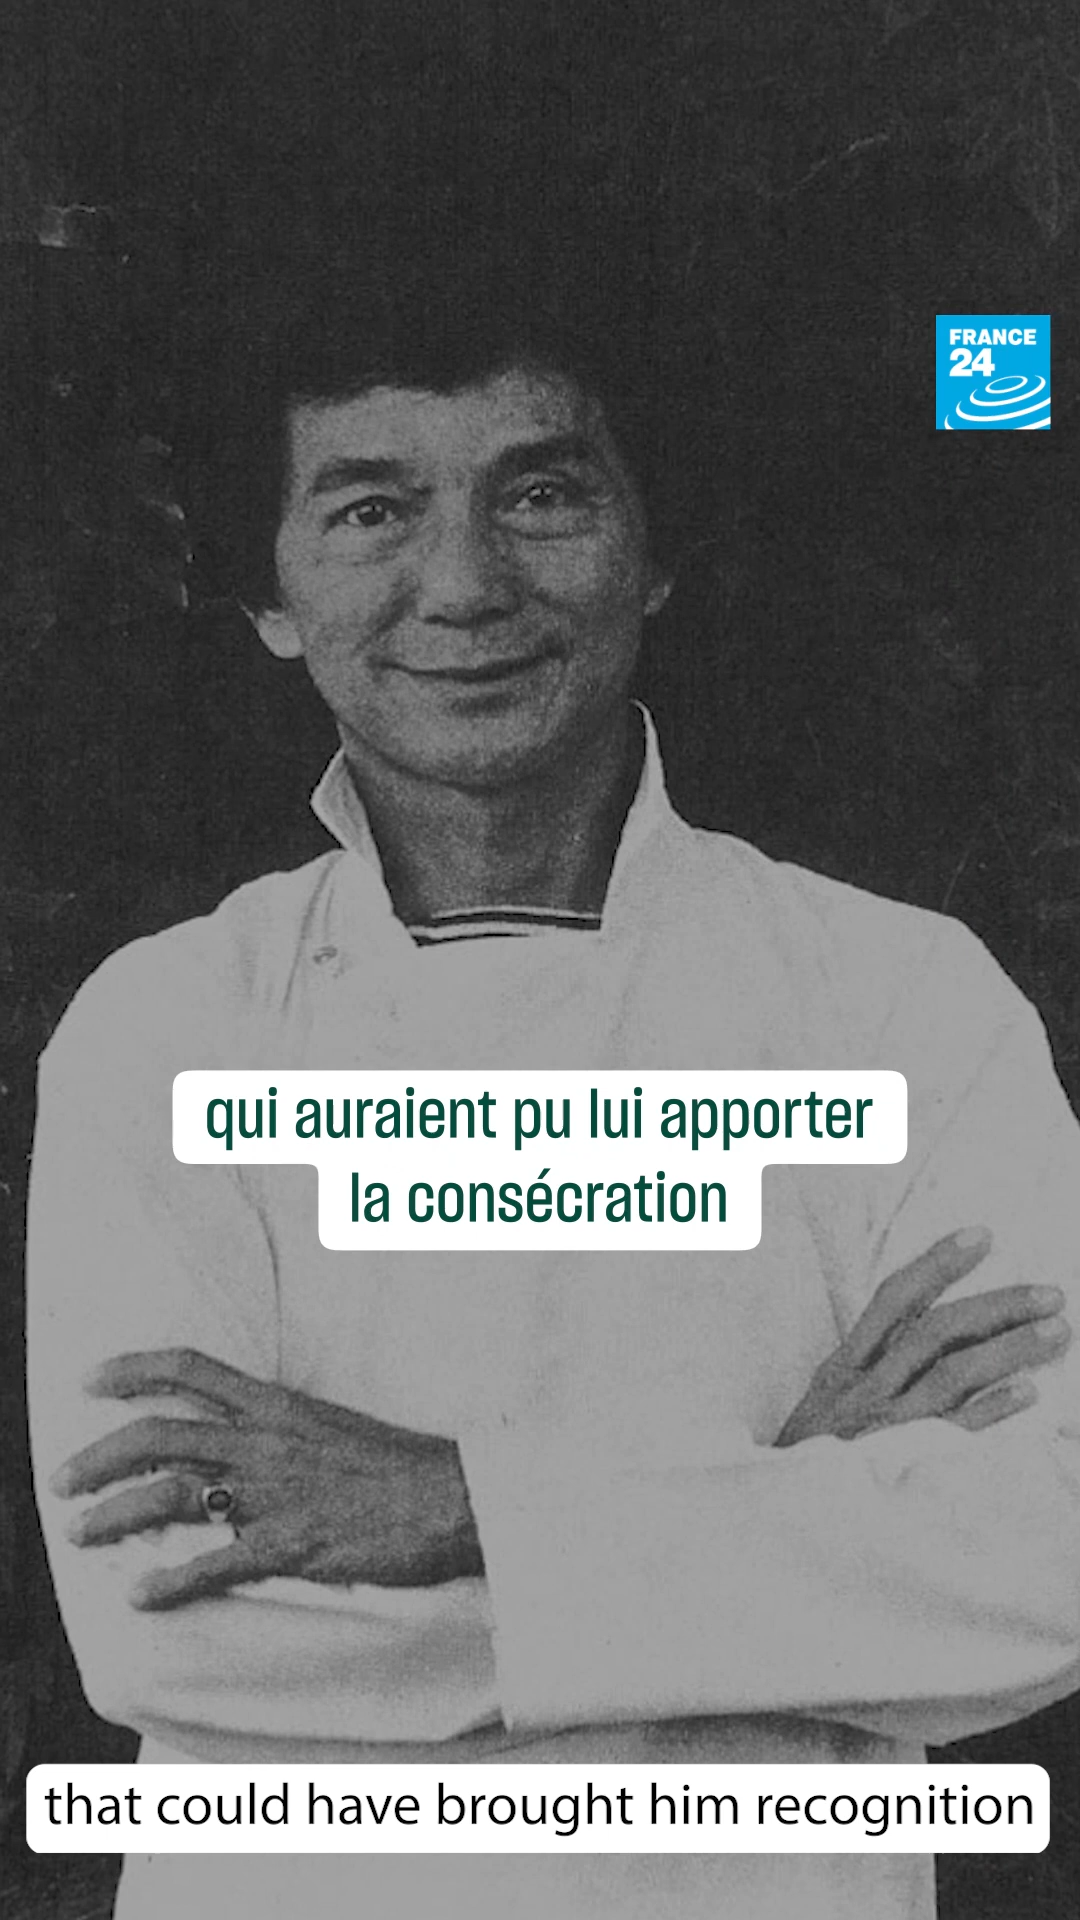 FRANCE
24
qui auraient pu lui apporter
la consécration
that could have brought him recognition